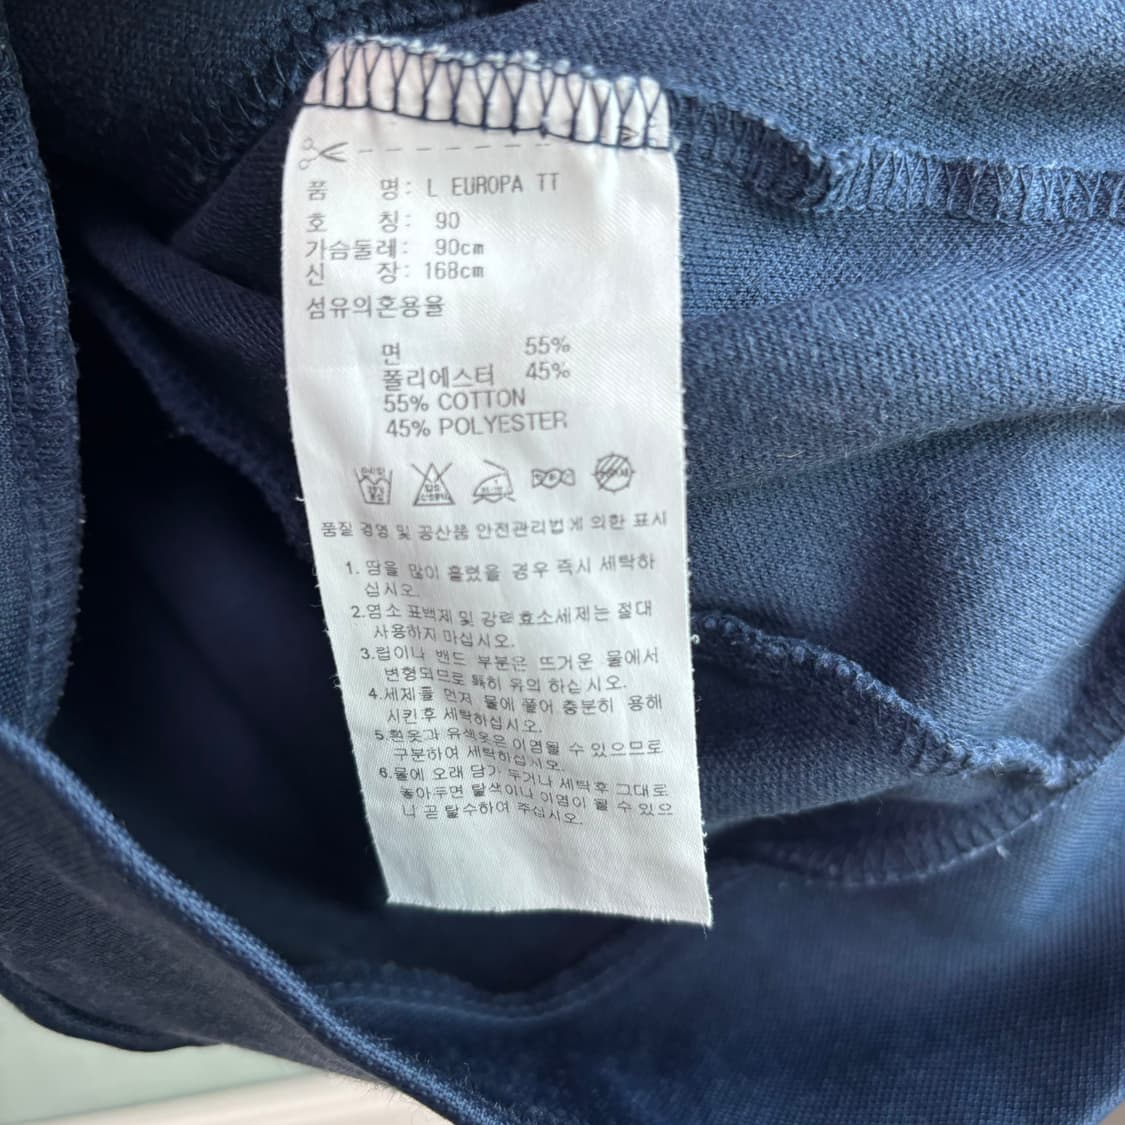 품 명: L EUROPA TT
호 칭: 90
가슴둘레: 90cm
신 장: 168cm
섬유의혼용율
면 55%
폴리에스터 45%
55% COTTON
45% POLYESTER
품질 경영 및 공산품 안전관리법에 의한 표시
1. 땀을 많이 흘렸을 경우 즉시 세탁하
십시오.
2.염소 표백제 및 강력효소세제는 절대
사용하지 마십시오.
3.립이나 밴드 부분은 뜨거운 물에서
변형되므로 특히 유의 하십시오.
4.세제를 먼저 물에 풀어 충분히 용해
시킨후 세탁하십시오.
5.흰옷과 유색옷은 이염될 수 있으므로
구분하여 세탁하십시오.
6.물에 오래 담가 두거나 세탁후 그대로
놓아두면 탈색이나 이염이 될 수 있으
니 곧 탈수하여 주십시오.